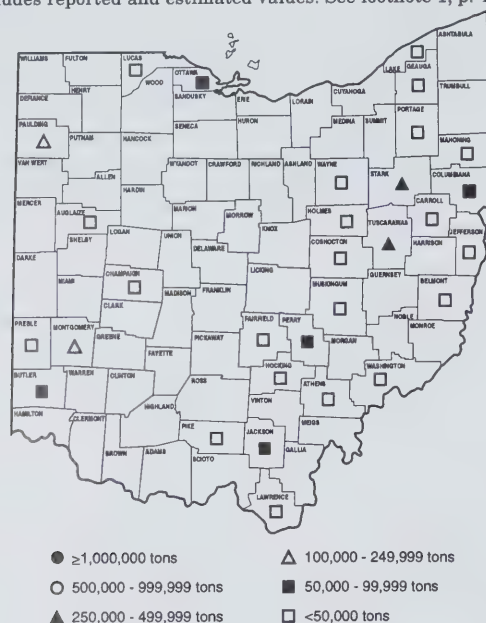 udes reported and estimated values. See footnote 1, p.
ASHTABULA
WILLIAMS
FULTON
LUCAS
OTTAWA
LAKE
GEAUGA
WOOD
SANDUSKY
ERIE
LORAIN
CUYAHOGA
TRUMBULL
DEFIANCE
HENRY
PORTAGE
PAULDING
PUTNAM
HANCOCK
SENECA
HURON
MEDINA
SUMMIT
MAHONING
VAN WERT
ALLEN
WYANDOT
CRAWFORD
RICHLAND
ASHLAND
WAYNE
STARK
COLUMBIANA
HARDIN
MERCER
AUGLAIZE
MARION
MORROW
HOLMES
TUSCARAWAS
CARROLL
JEFFERSON
SHELBY
LOGAN
UNION
KNOX
COSHOCTON
HARRISON
DELAWARE
DARKE
LICKING
GUERNSEY
CHAMPAIGN
BELMONT
MIAMI
MADISON
FRANKLIN
MUSKINGUM
CLARK
NOBLE
MONROE
PREBLE
MONTGOMERY
GREENE
PICKAWAY
FAIRFIELD
PERRY
MORGAN
FAYETTE
HOCKING
WASHINGTON
BUTLER
WARREN
CLINTON
ROSS
ATHENS
VINTON
HAMILTON
CLERMONT
HIGHLAND
MEIGS
PIKE
JACKSON
GALLIA
BROWN
ADAMS
SCIOTO
LAWRENCE
≥1,000,000 tons
100,000 - 249,999 tons
500,000 - 999,999 tons
50,000 - 99,999 tons
250,000 - 499,999 tons
<50,000 tons